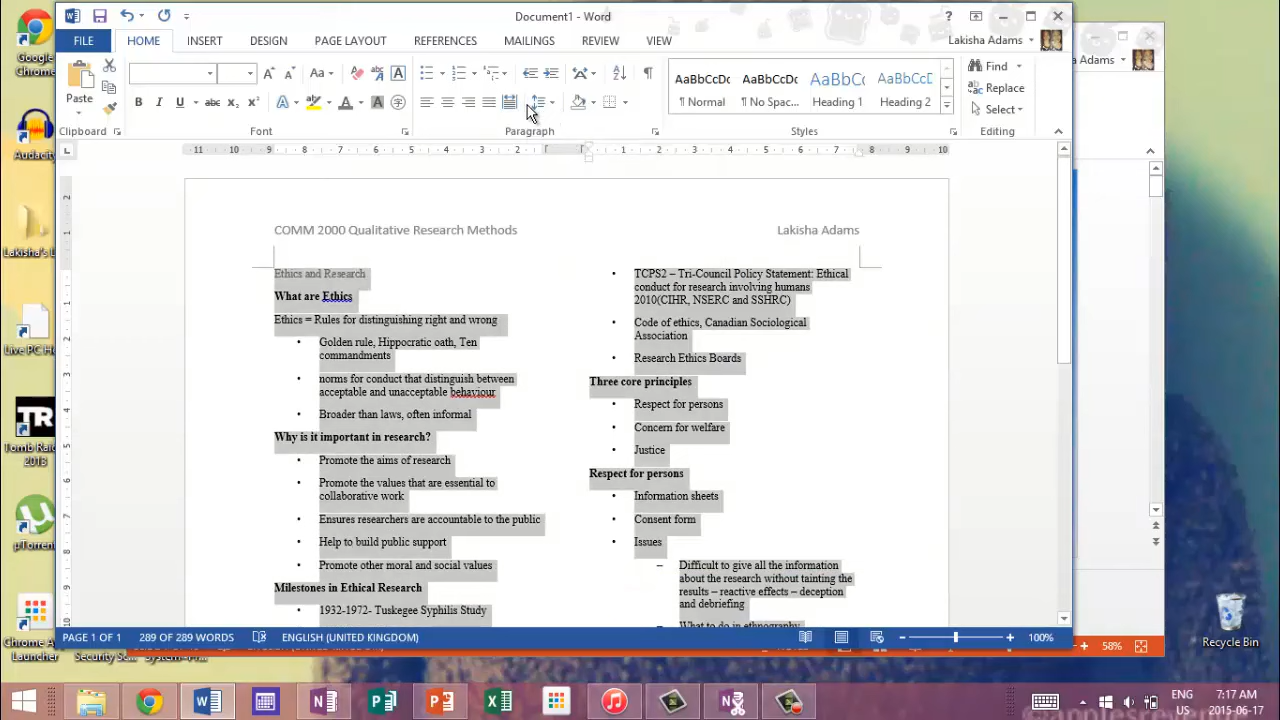 Document1 - Word
FILE HOME INSERT DESIGN PAGE LAYOUT REFERENCES MAILINGS REVIEW VIEW
Lakisha Adams
Paste
Clipboard
Font
Paragraph
AaBbCcDc AaBbCcDc AaBbCc AaBbCcDc
¶ Normal ¶ No Spac... Heading 1 Heading 2
Styles
Find
Replace
Select
Editing
Google Chrome
Audacity
Lakisha's
Live PC
Tomb
2013
µTorrent
Launcher
Recycle Bin
COMM 2000 Qualitative Research Methods
Lakisha Adams
Ethics and Research
What are Ethics
Ethics = Rules for distinguishing right and wrong
• Golden rule, Hippocratic oath, Ten
commandments
• norms for conduct that distinguish between
acceptable and unacceptable behaviour
• Broader than laws, often informal
Why is it important in research?
• Promote the aims of research
• Promote the values that are essential to
collaborative work
• Ensures researchers are accountable to the public
• Help to build public support
• Promote other moral and social values
Milestones in Ethical Research
• 1932-1972- Tuskegee Syphilis Study
• TCPS2 – Tri-Council Policy Statement: Ethical
conduct for research involving humans
2010(CIHR, NSERC and SSHRC)
• Code of ethics, Canadian Sociological
Association
• Research Ethics Boards
Three core principles
• Respect for persons
• Concern for welfare
• Justice
Respect for persons
• Information sheets
• Consent form
• Issues
– Difficult to give all the information
about the research without tainting the
results – reactive effects – deception
and debriefing
– What to do in ethnography
PAGE 1 OF 1 289 OF 289 WORDS ENGLISH (UNITED KINGDOM) 100%
58%
ENG
US
7:17 AM
2015-06-17